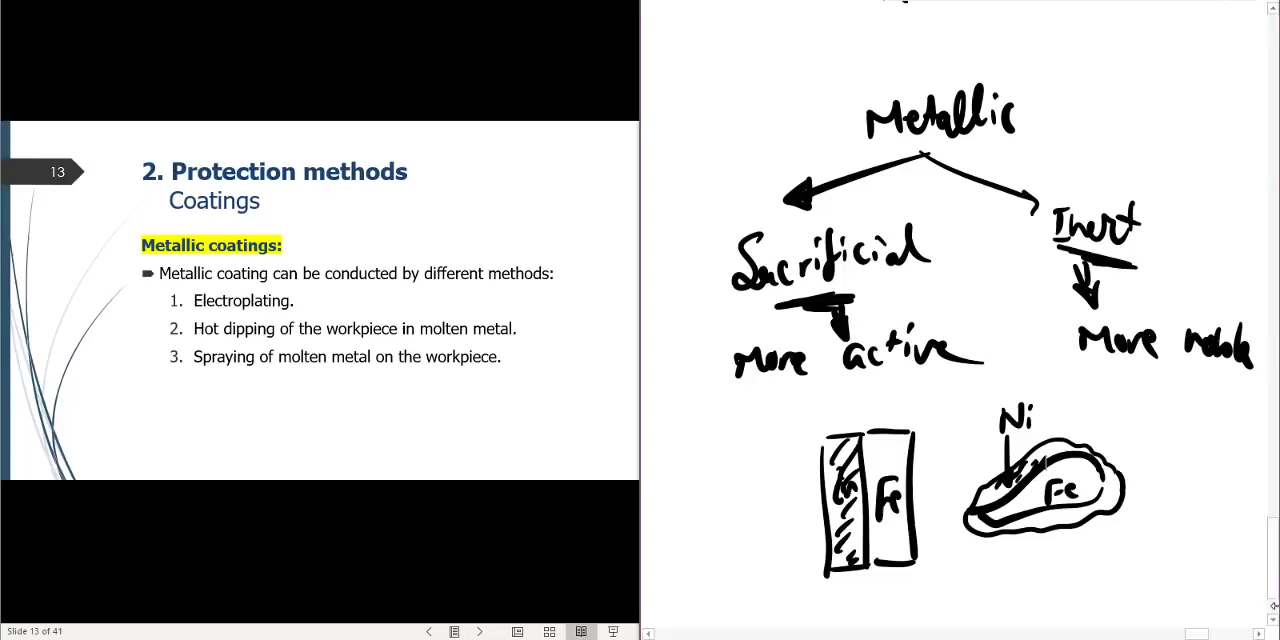 13
2. Protection methods
Coatings
Metallic coatings:
Metallic coating can be conducted by different methods:
1. Electroplating.
2. Hot dipping of the workpiece in molten metal.
3. Spraying of molten metal on the workpiece.
Slide 13 of 41
Metallic
Sacrificial
Inert
More active
More
Ni
Fe
Fe